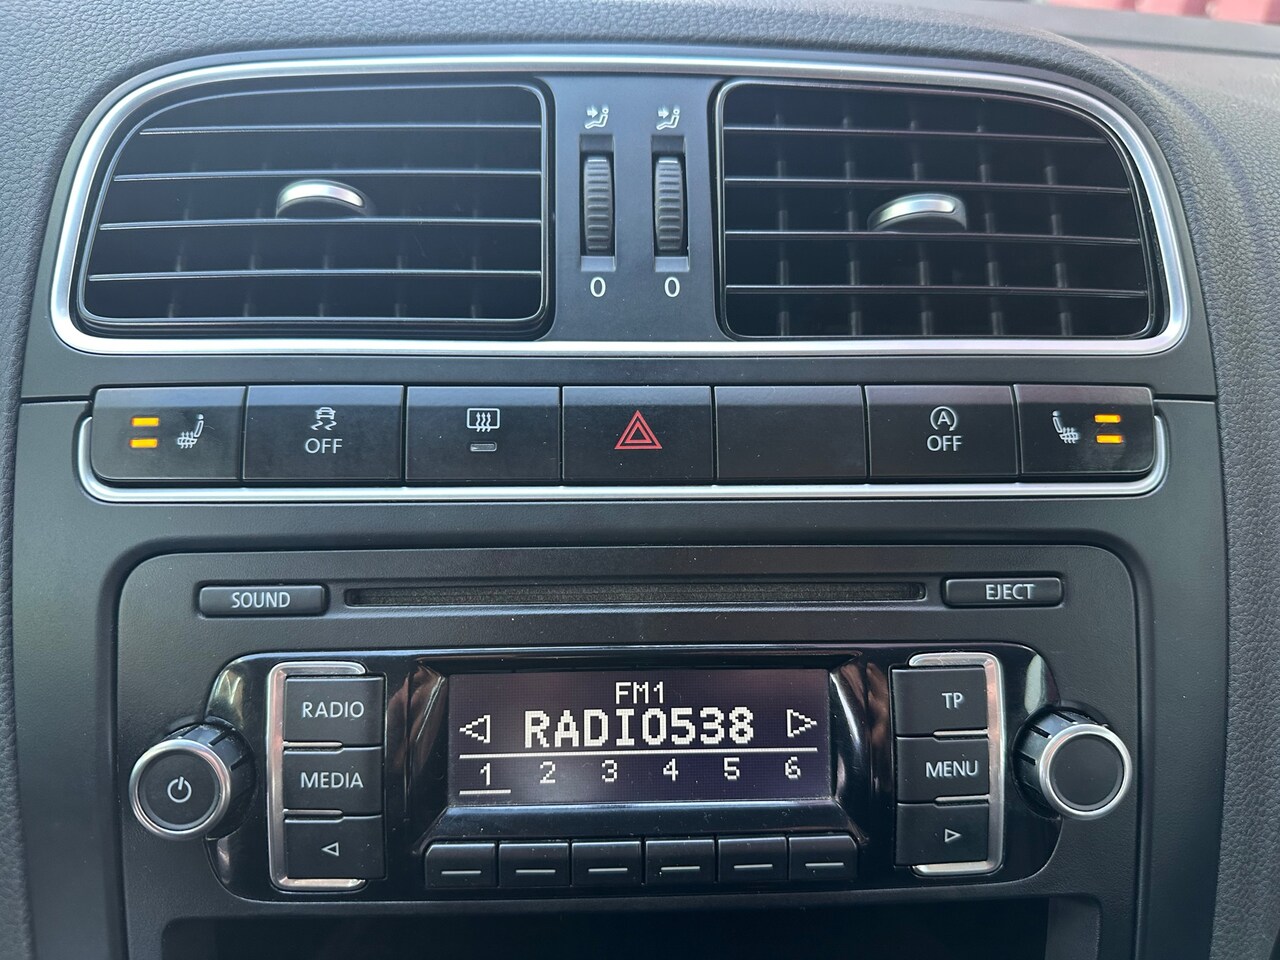 0 0
OFF
A
OFF
SOUND
EJECT
RADIO
MEDIA
FM1
RADIO538
1 2 3 4 5 6
TP
MENU